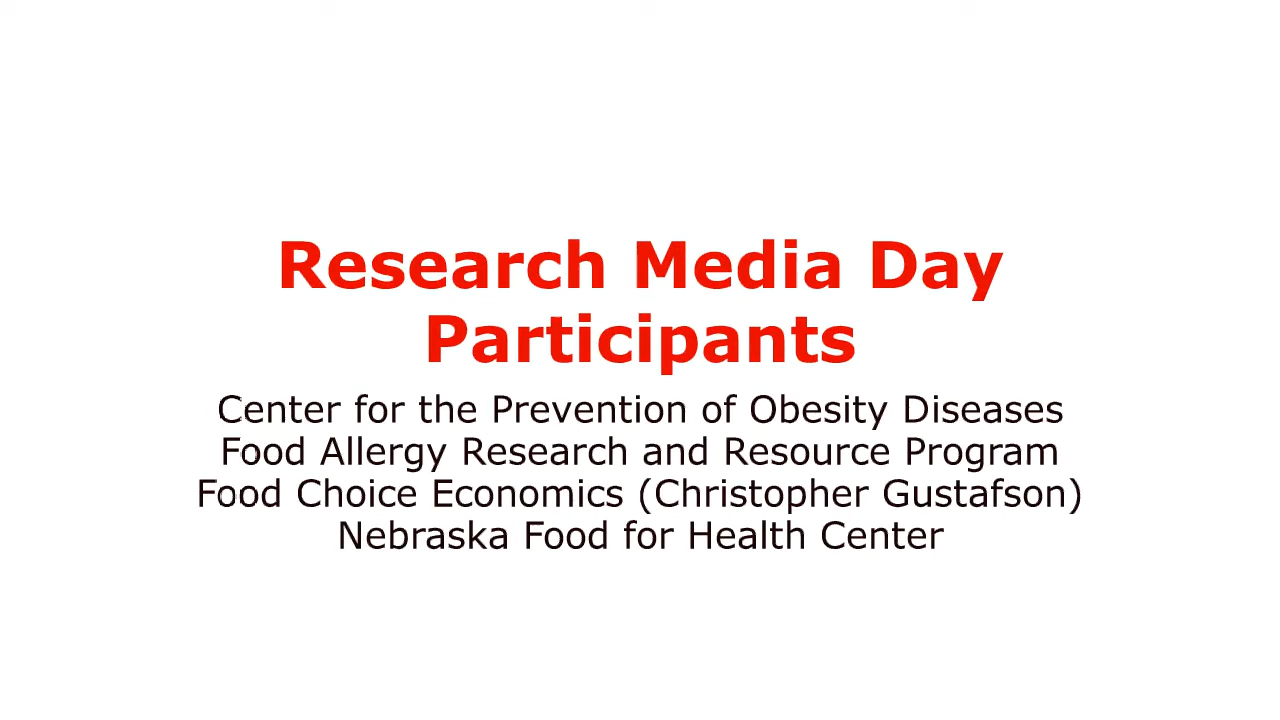 Research Media Day
Participants
Center for the Prevention of Obesity Diseases
Food Allergy Research and Resource Program
Food Choice Economics (Christopher Gustafson)
Nebraska Food for Health Center